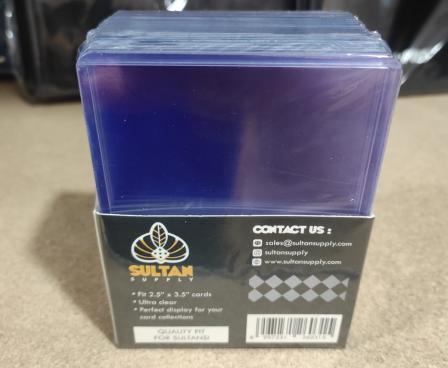 SULTAN
SUPPLY
• Fit 2.5" x 3.5" cards
• Ultra clear
• Perfect display for your
card collections
QUALITY FIT
FOR SULTANS!
CONTACT US :
sales@sultansupply.com
sultansupply
www.sultansupply.com